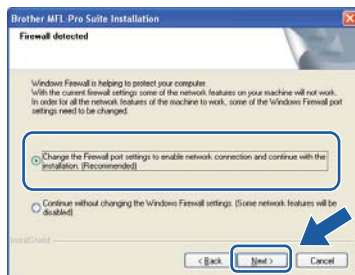 Brother MFL-Pro Suite Installation
Firewall detected
Windows Firewall is helping to protect your computer.
With the current firewall settings some of the network features on your machine will not work.
In order for all the network features of the machine to work, some of the Windows Firewall port
settings need to be changed.
Change the Firewall port settings to enable network connection and continue with the
installation. (Recommended)
Continue without changing the Windows Firewall settings. (Some network features will be
disabled)
InstallShield
< Back
Next >
Cancel